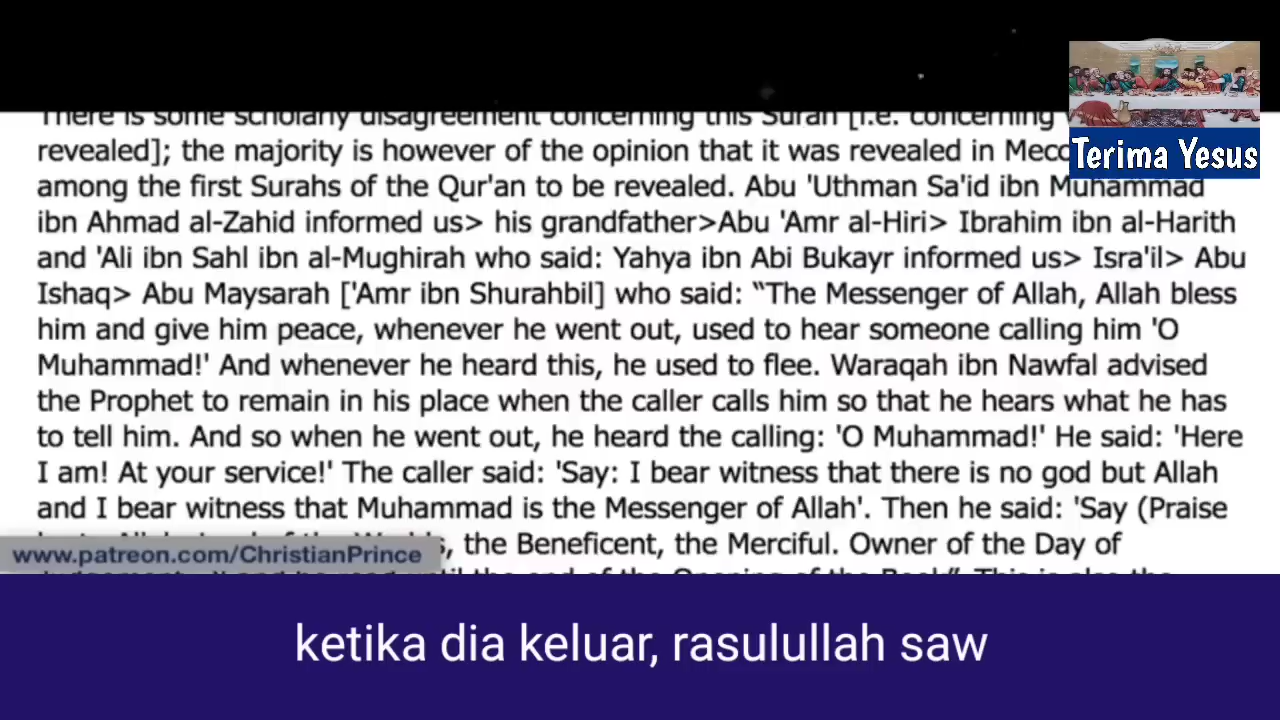 There is some scholarly disagreement concerning this Surah [i.e. concerning
revealed]; the majority is however of the opinion that it was revealed in
among the first Surahs of the Qur'an to be revealed. Abu 'Uthman Sa'id ibn Muhammad
ibn Ahmad al-Zahid informed us> his grandfather>Abu 'Amr al-Hiri> Ibrahim ibn al-Harith
and 'Ali ibn Sahl ibn al-Mughirah who said: Yahya ibn Abi Bukayr informed us> Isra'il> Abu
Ishaq> Abu Maysarah ['Amr ibn Shurahbil] who said: “The Messenger of Allah, Allah bless
him and give him peace, whenever he went out, used to hear someone calling him 'O
Muhammad!' And whenever he heard this, he used to flee. Waraqah ibn Nawfal advised
the Prophet to remain in his place when the caller calls him so that he hears what he has
to tell him. And so when he went out, he heard the calling: 'O Muhammad!' He said: 'Here
I am! At your service!' The caller said: 'Say: I bear witness that there is no god but Allah
and I bear witness that Muhammad is the Messenger of Allah'. Then he said: 'Say (Praise
the Beneficent, the Merciful. Owner of the Day of
Terima Yesus
www.patreon.com/ChristianPrince
ketika dia keluar, rasulullah saw